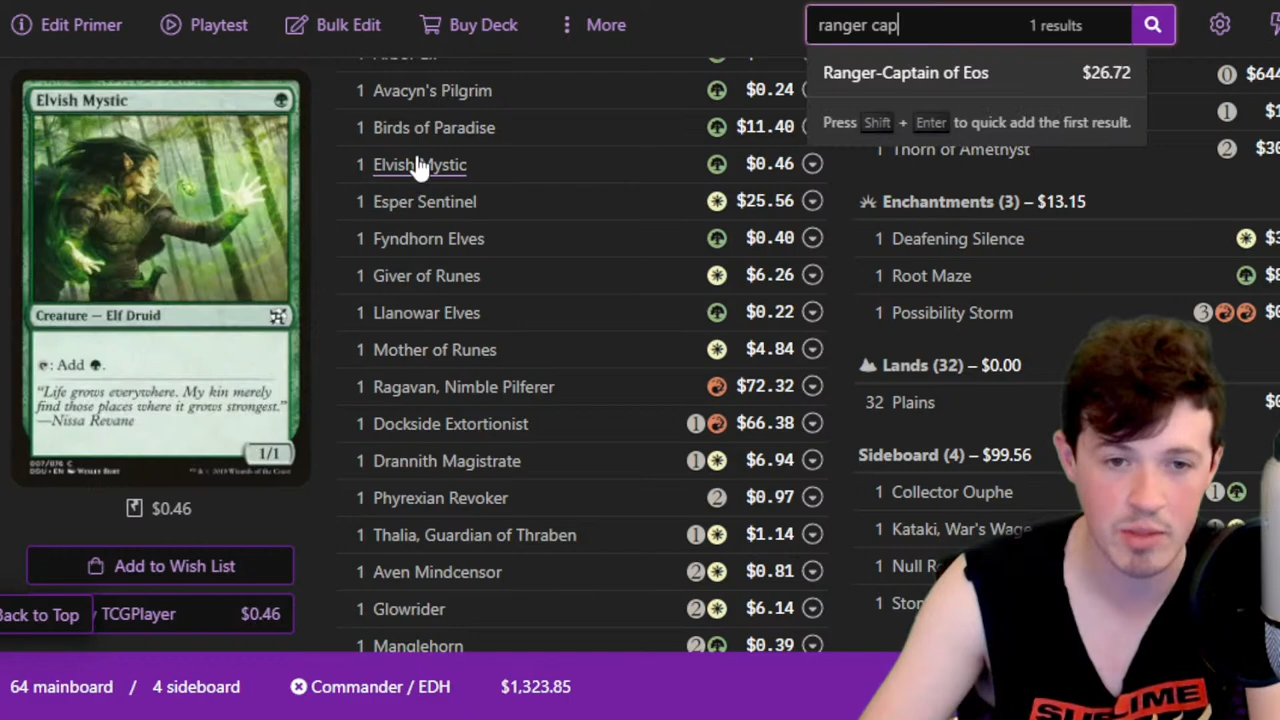 Edit Primer
Playtest
Bulk Edit
Buy Deck
More
ranger cap
1 results
Ranger-Captain of Eos $26.72
Press Shift + Enter to quick add the first result.
Elvish Mystic
Creature — Elf Druid
: Add .
"Life grows everywhere. My kin merely
find those places where it grows strongest."
—Nissa Revane
1/1
$0.46
Add to Wish List
Back to Top
TCGPlayer $0.46
1 Avacyn's Pilgrim $0.24
1 Birds of Paradise $11.40
1 Elvish Mystic $0.46
1 Esper Sentinel $25.56
1 Fyndhorn Elves $0.40
1 Giver of Runes $6.26
1 Llanowar Elves $0.22
1 Mother of Runes $4.84
1 Ragavan, Nimble Pilferer $72.32
1 Dockside Extortionist 1 $66.38
1 Drannith Magistrate 1 $6.94
1 Phyrexian Revoker 2 $0.97
1 Thalia, Guardian of Thraben 1 $1.14
1 Aven Mindcensor 2 $0.81
1 Glowrider 2 $6.14
1 Manglehorn 2 $0.39
0 $644
1
1 Thorn of Amethyst 2
Enchantments (3) – $13.15
1 Deafening Silence
1 Root Maze
1 Possibility Storm 3
Lands (32) – $0.00
32 Plains
Sideboard (4) – $99.56
1 Collector Ouphe 1
1 Kataki, War's Wage
1 Null
1
SUBLIME
64 mainboard / 4 sideboard
Commander / EDH
$1,323.85